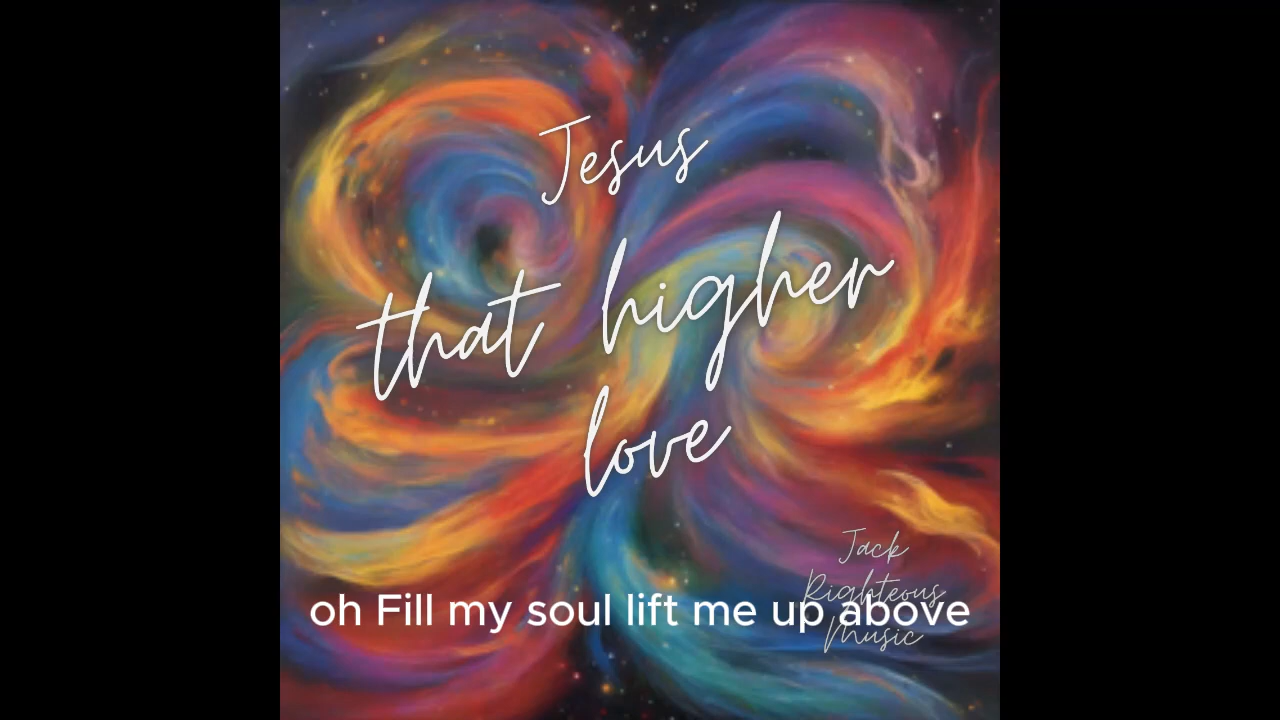 Jesus
that higher
love
Jack
Righteous
Music
oh Fill my soul lift me up above